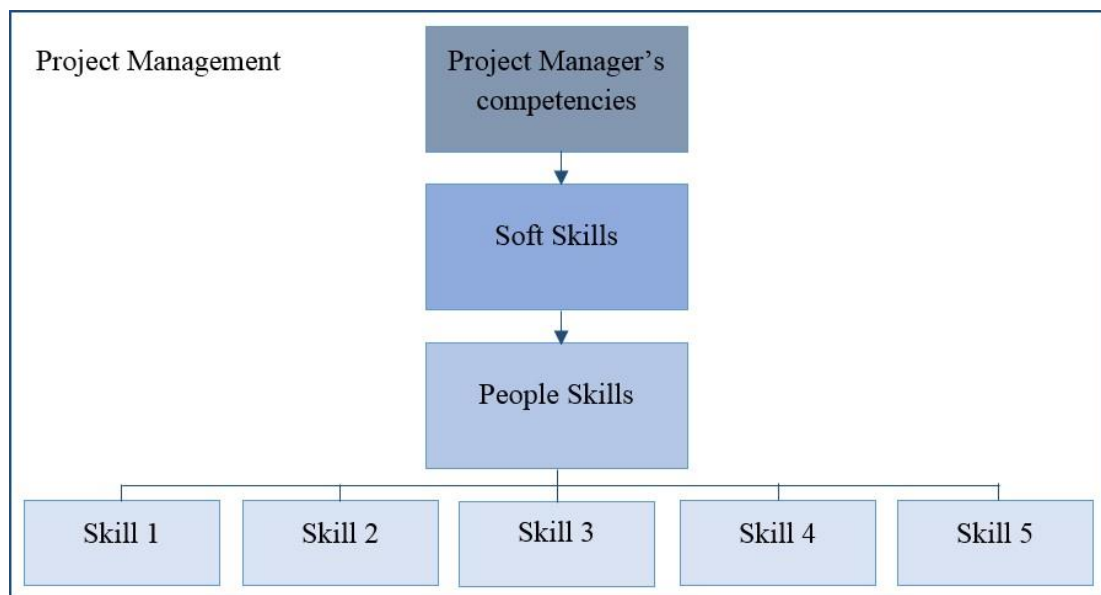 Project Management
Project Manager’s
competencies
Soft Skills
People Skills
Skill 1
Skill 2
Skill 3
Skill 4
Skill 5